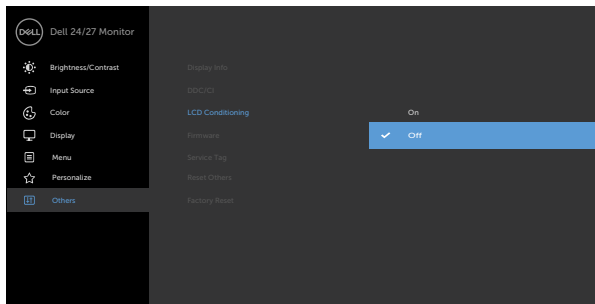 DELL
Dell 24/27 Monitor
Brightness/Contrast
Input Source
Color
Display
Menu
Personalize
Others
Display Info
DDC/CI
LCD Conditioning
Firmware
Service Tag
Reset Others
Factory Reset
On
Off